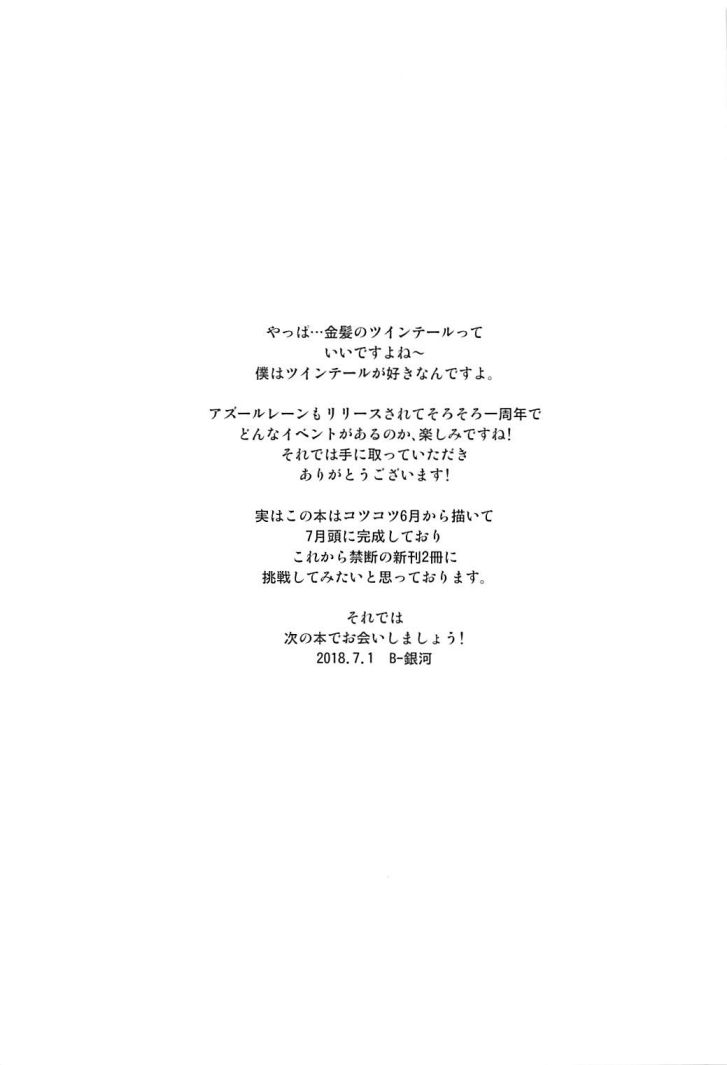 やっぱ…金髪のツインテールって
いいですよね～
僕はツインテールが好きなんですよ。
アズールレーンもリリースされてそろそろ一周年で
どんなイベントがあるのか、楽しみですね！
それでは手に取っていただき
ありがとうございます！
実はこの本はコツコツ6月から描いて
7月頭に完成しており
これから禁断の新刊2冊に
挑戦してみたいと思っております。
それでは
次の本でお会いしましょう！
2018.7.1　B-銀河